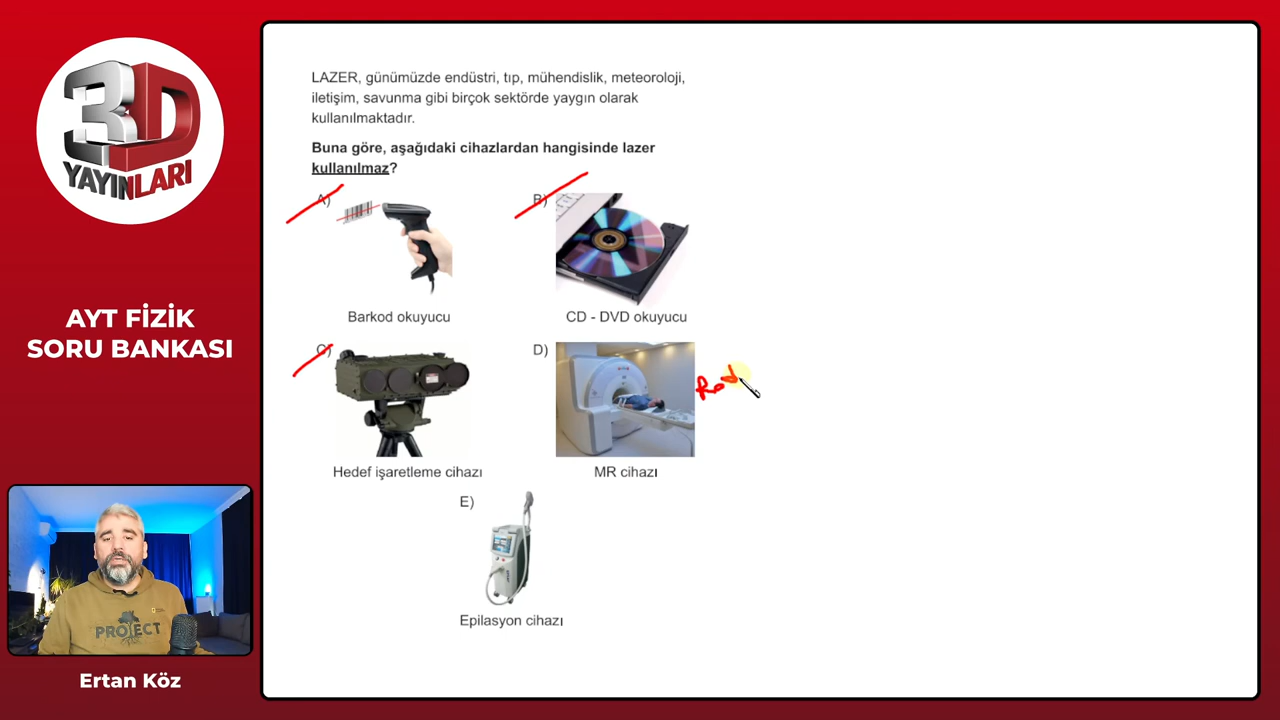 3D
YAYINLARI
AYT FİZİK
SORU BANKASI
Ertan Köz
LAZER, günümüzde endüstri, tıp, mühendislik, meteoroloji,
iletişim, savunma gibi birçok sektörde yaygın olarak
kullanılmaktadır.
Buna göre, aşağıdaki cihazlardan hangisinde lazer
kullanılmaz?
A)
Barkod okuyucu
B)
CD - DVD okuyucu
C)
Hedef işaretleme cihazı
D)
Rad
MR cihazı
E)
Epilasyon cihazı
PROJECT